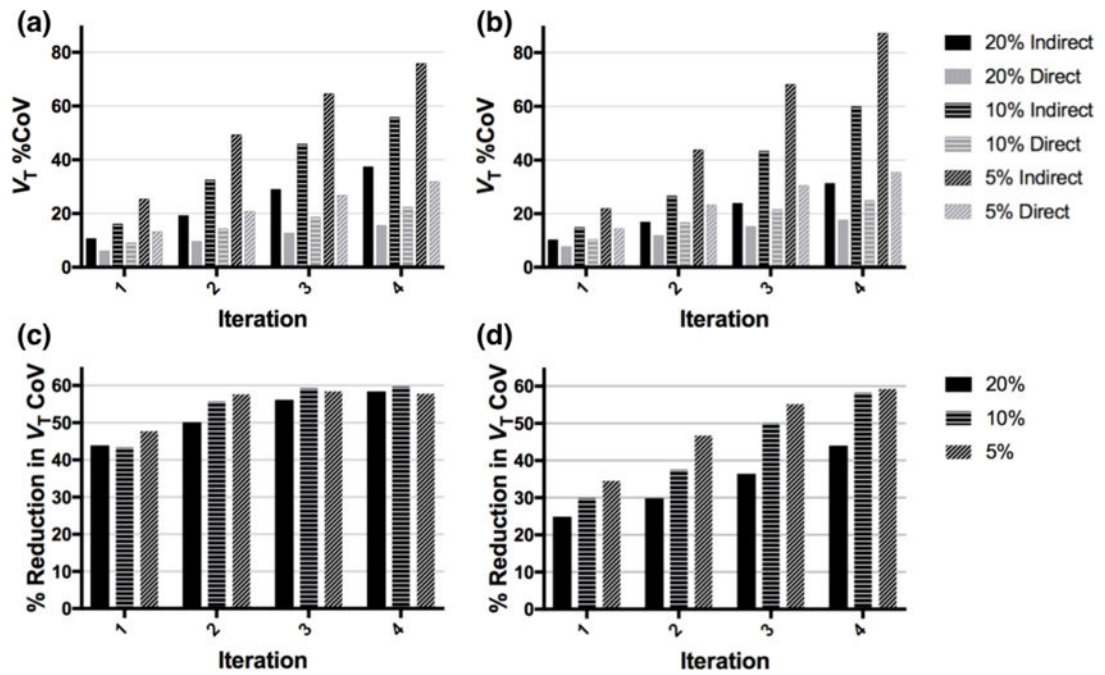 (a)
V_T %CoV
80
60
40
20
0
1
2
3
4
Iteration
(b)
V_T %CoV
80
60
40
20
0
1
2
3
4
Iteration
20% Indirect
20% Direct
10% Indirect
10% Direct
5% Indirect
5% Direct
(c)
% Reduction in V_T CoV
60
50
40
30
20
10
0
1
2
3
4
Iteration
(d)
% Reduction in V_T CoV
60
50
40
30
20
10
0
1
2
3
4
Iteration
20%
10%
5%